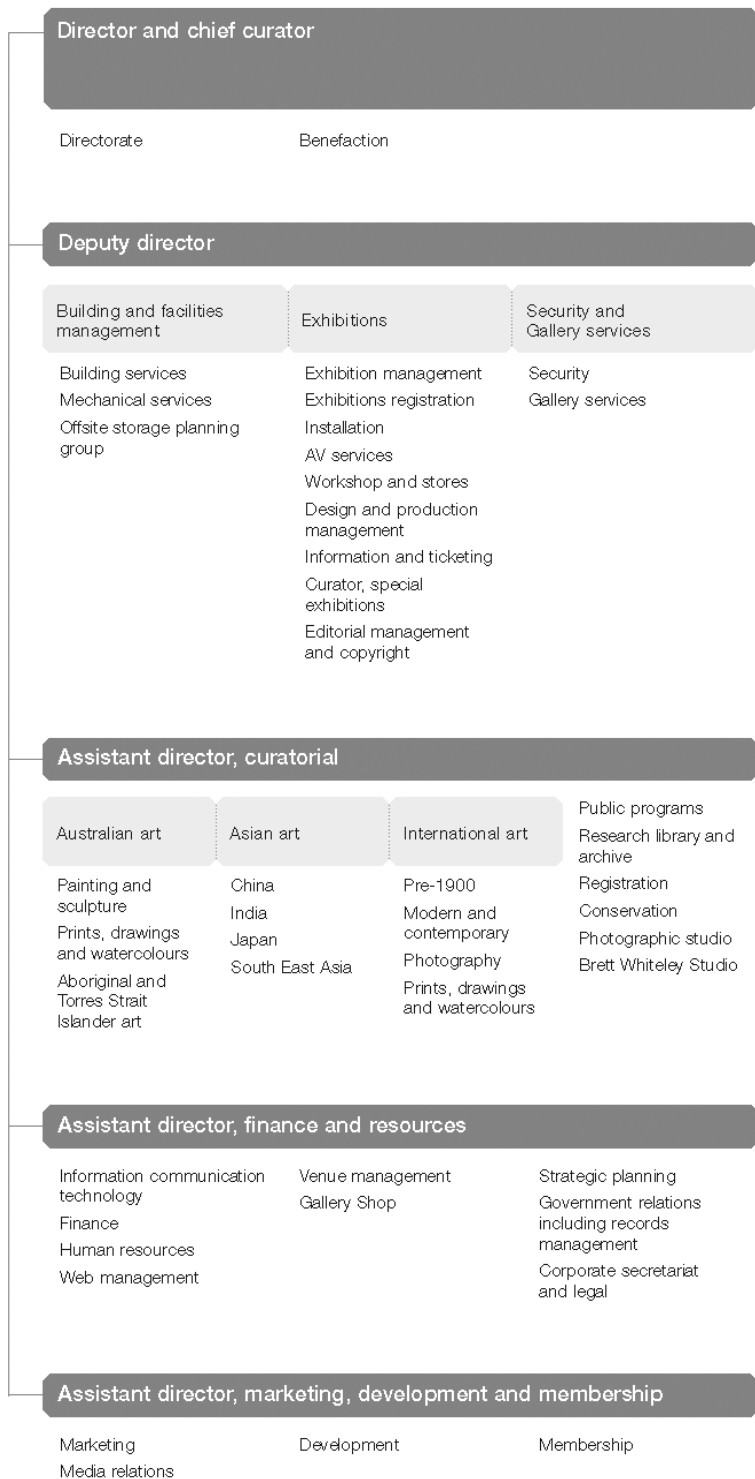 Director and chief curator
Directorate
Benefaction
Deputy director
Building and facilities
management
Building services
Mechanical services
Offsite storage planning
group
Exhibitions
Exhibition management
Exhibitions registration
Installation
AV services
Workshop and stores
Design and production
management
Information and ticketing
Curator, special
exhibitions
Editorial management
and copyright
Security and
Gallery services
Security
Gallery services
Assistant director, curatorial
Australian art
Painting and
sculpture
Prints, drawings
and watercolours
Aboriginal and
Torres Strait
Islander art
Asian art
China
India
Japan
South East Asia
International art
Pre-1900
Modern and
contemporary
Photography
Prints, drawings
and watercolours
Public programs
Research library and
archive
Registration
Conservation
Photographic studio
Brett Whiteley Studio
Assistant director, finance and resources
Information communication
technology
Finance
Human resources
Web management
Venue management
Gallery Shop
Strategic planning
Government relations
including records
management
Corporate secretariat
and legal
Assistant director, marketing, development and membership
Marketing
Media relations
Development
Membership